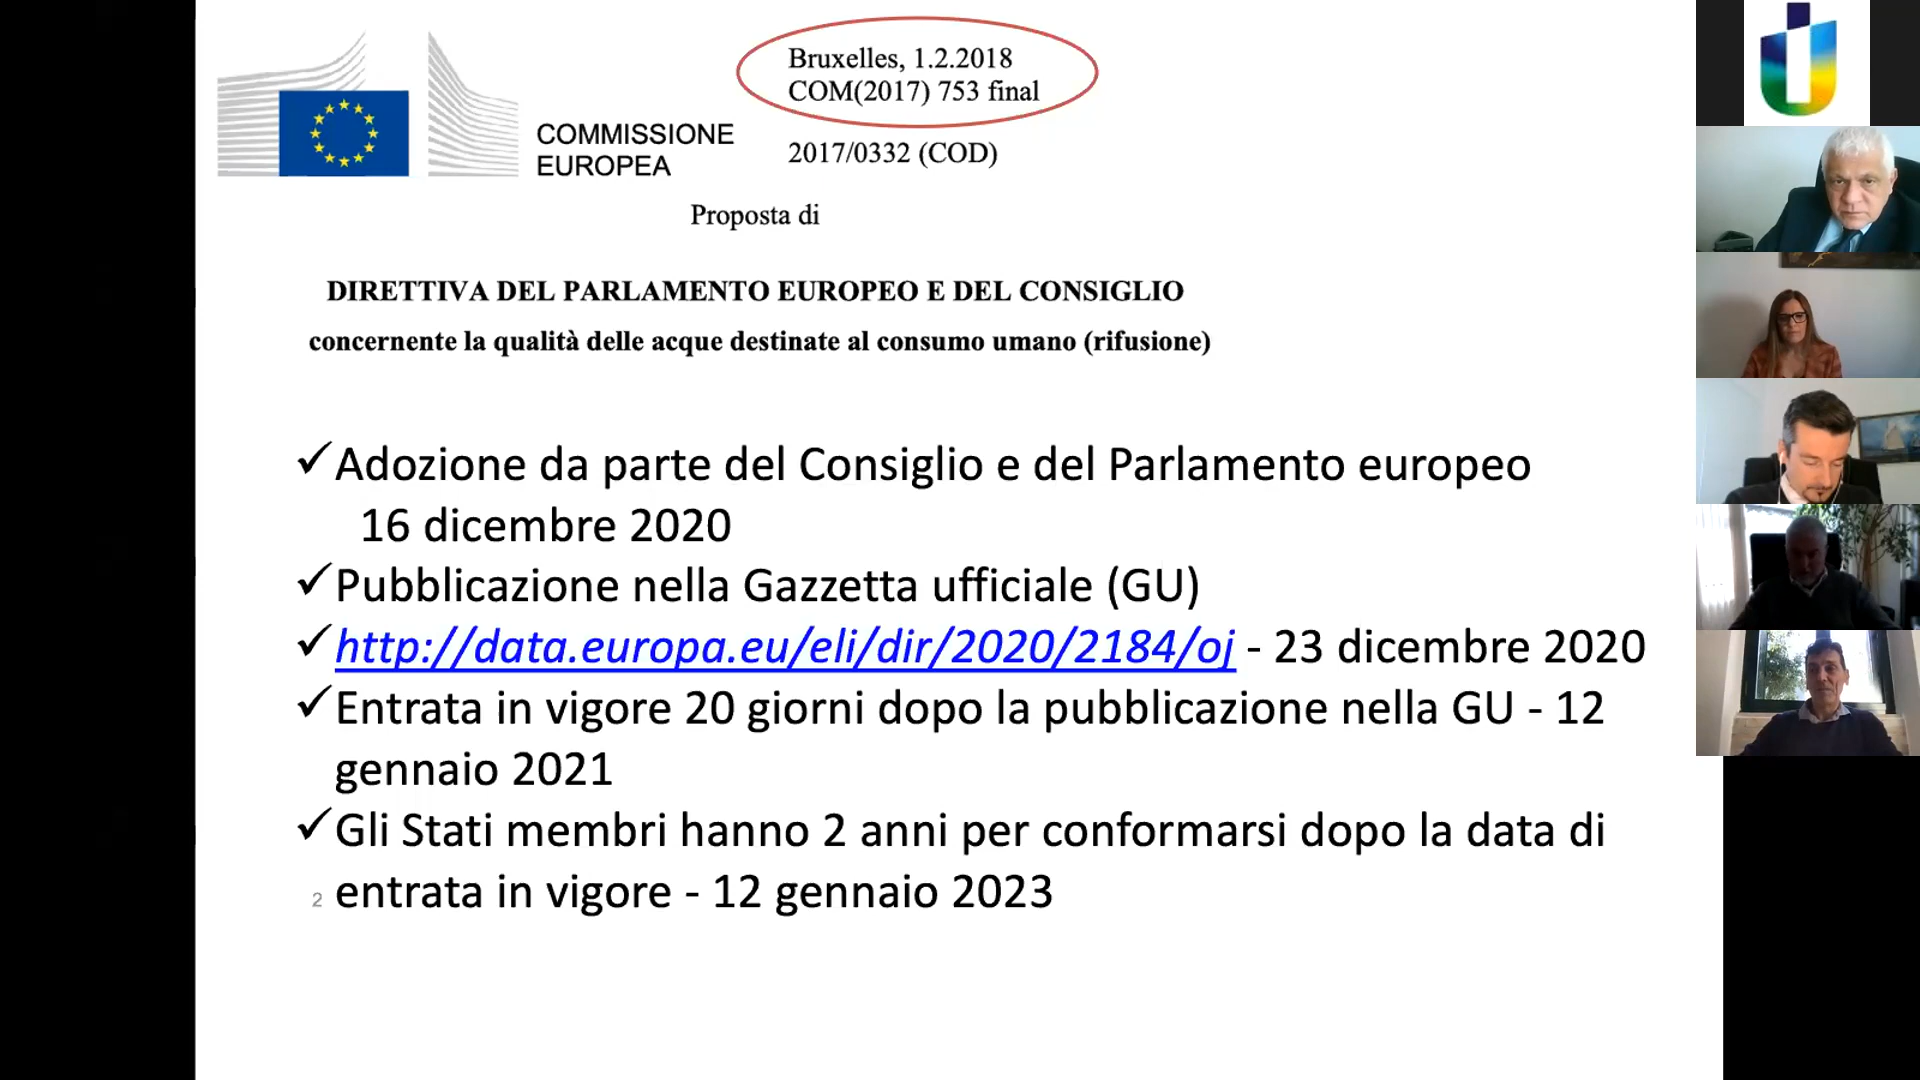 Bruxelles, 1.2.2018
COM(2017) 753 final
COMMISSIONE
EUROPEA
2017/0332 (COD)
Proposta di
DIRETTIVA DEL PARLAMENTO EUROPEO E DEL CONSIGLIO
concernente la qualità delle acque destinate al consumo umano (rifusione)
✓Adozione da parte del Consiglio e del Parlamento europeo
16 dicembre 2020
✓Pubblicazione nella Gazzetta ufficiale (GU)
✓http://data.europa.eu/eli/dir/2020/2184/oj - 23 dicembre 2020
✓Entrata in vigore 20 giorni dopo la pubblicazione nella GU - 12
gennaio 2021
✓Gli Stati membri hanno 2 anni per conformarsi dopo la data di
2 entrata in vigore - 12 gennaio 2023